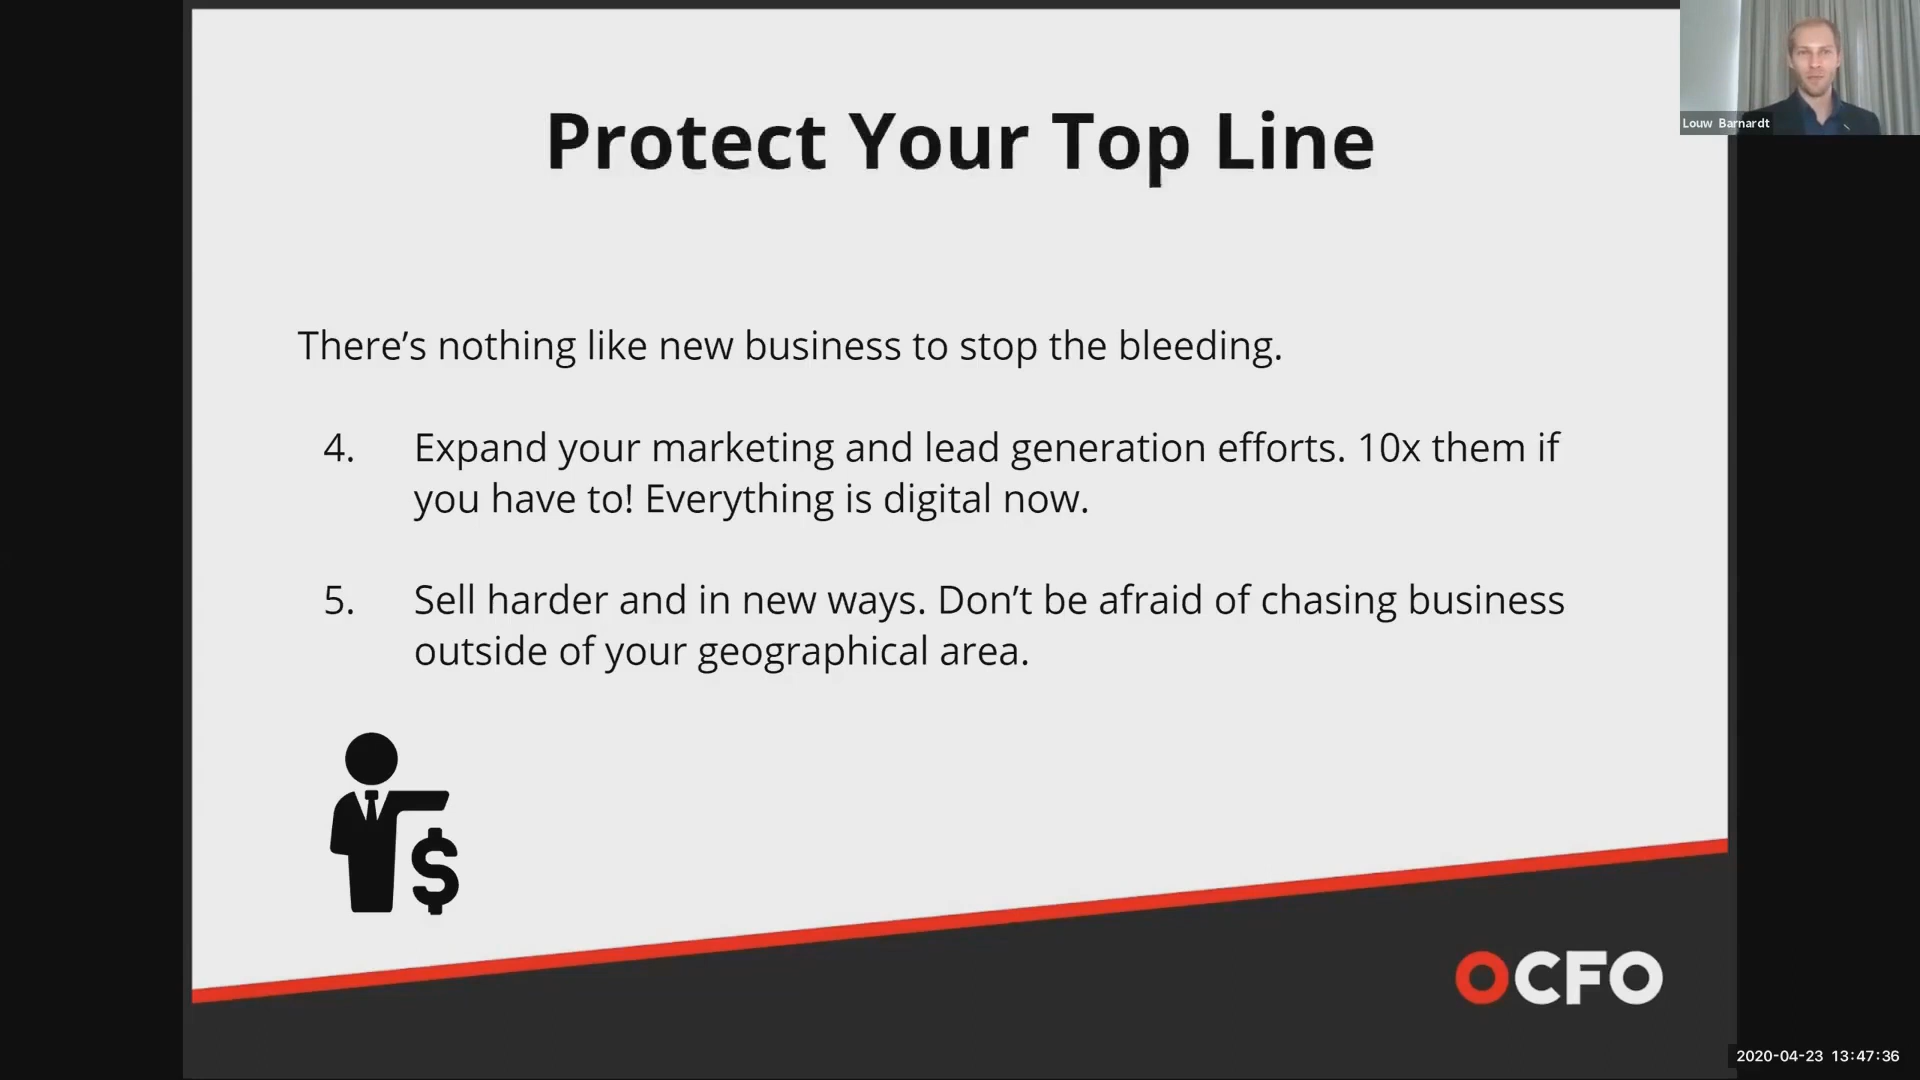 Protect Your Top Line
Louw Barnardt
There’s nothing like new business to stop the bleeding.
4. Expand your marketing and lead generation efforts. 10x them if
you have to! Everything is digital now.
5. Sell harder and in new ways. Don’t be afraid of chasing business
outside of your geographical area.
$
OCFO
2020-04-23 13:47:36